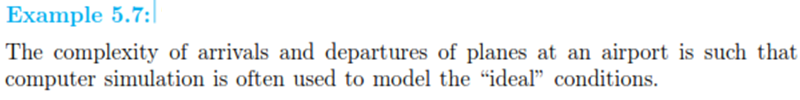 Example 5.7:
The complexity of arrivals and departures of planes at an airport is such that
computer simulation is often used to model the “ideal” conditions.